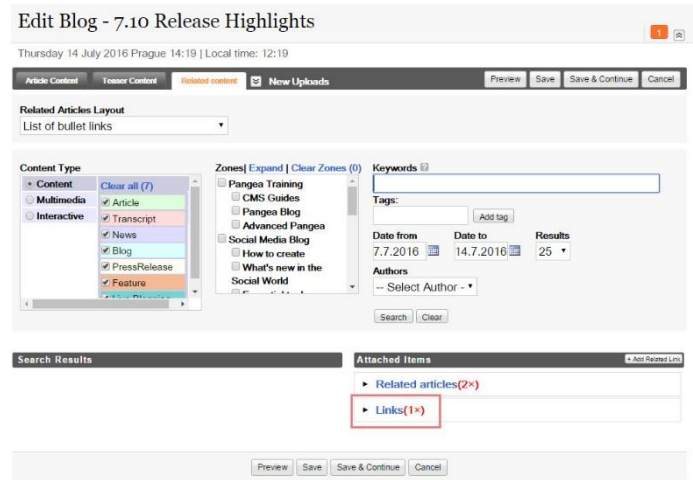 Edit Blog - 7.10 Release Highlights
1
Thursday 14 July 2016 Prague 14:19 | Local time: 12:19
Article Content Teaser Content Related content New Uploads Preview Save Save & Continue Cancel
Related Articles Layout
List of bullet links
Content Type
Content
Multimedia
Interactive
Clear all (7)
Article
Transcript
News
Blog
PressRelease
Feature
Live Blogging
Zones| Expand | Clear Zones (0)
Pangea Training
CMS Guides
Pangea Blog
Advanced Pangea
Social Media Blog
How to create
What's new in the
Social World
Keywords
Tags:
Add tag
Date from Date to Results
7.7.2016 14.7.2016 25
Authors
-- Select Author -
Search Clear
Search Results
Attached Items + Add Related Link
Related articles(2×)
Links(1×)
Preview Save Save & Continue Cancel